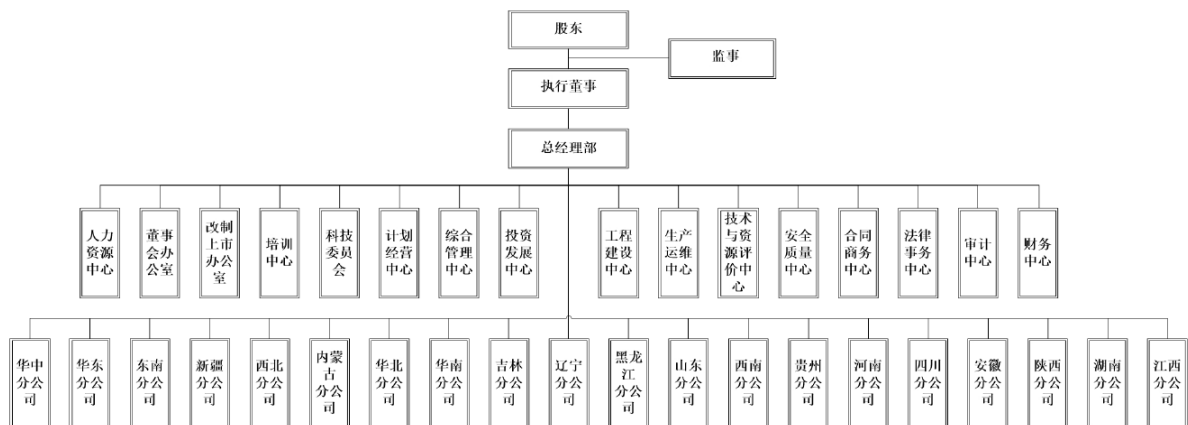 股东
监事
执行董事
总经理部
人力
资源
中心
董事
会办
公室
改制
上市
办公
室
培训
中心
科技
委员
会
计划
经营
中心
综合
管理
中心
投资
发展
中心
工程
建设
中心
生产
运维
中心
技术
与资
源评
价中
心
安全
质量
中心
合同
商务
中心
法律
事务
中心
审计
中心
财务
中心
华中
分公
司
华东
分公
司
东南
分公
司
新疆
分公
司
西北
分公
司
内蒙
古
分公
司
华北
分公
司
华南
分公
司
吉林
分公
司
辽宁
分公
司
黑龙
江
分公
司
山东
分公
司
西南
分公
司
贵州
分公
司
河南
分公
司
四川
分公
司
安徽
分公
司
陕西
分公
司
湖南
分公
司
江西
分公
司